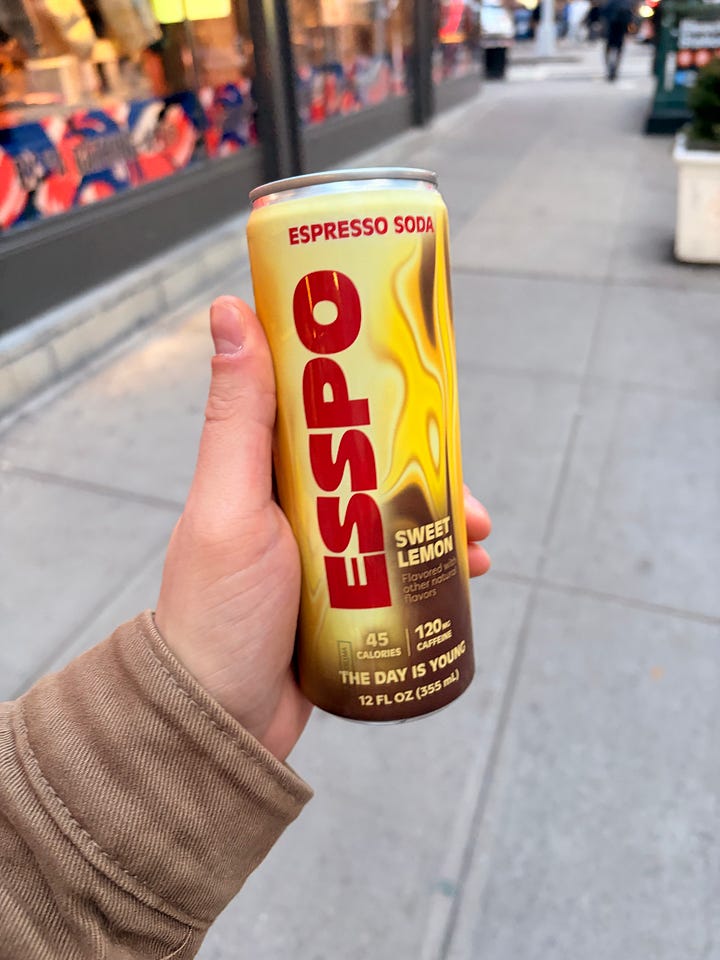 ESPRESSO SODA
ESSPO
SWEET
LEMON
Flavored with
other natural
flavors
45
CALORIES
120MG
CAFFEINE
THE DAY IS YOUNG
12 FL OZ (355 mL)